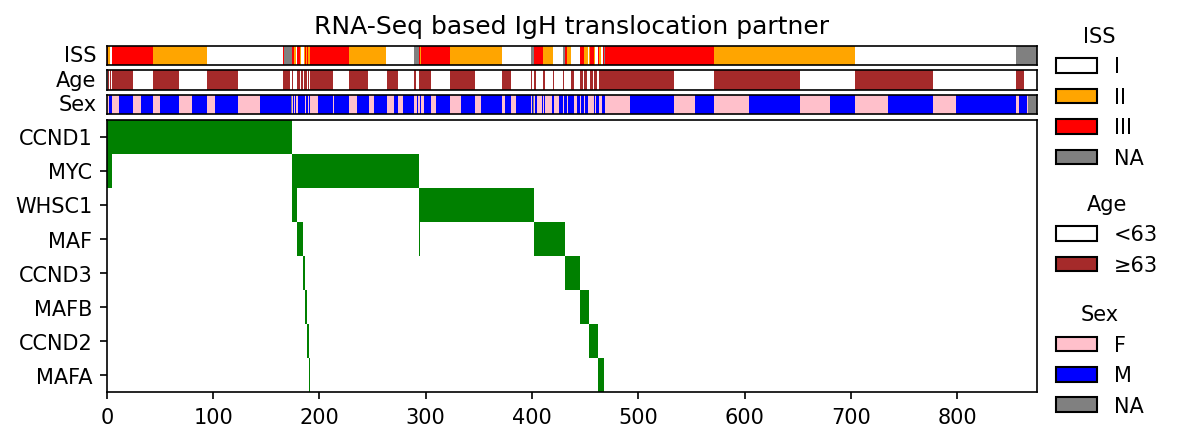 RNA-Seq based IgH translocation partner
ISS
Age
Sex
CCND1
MYC
WHSC1
MAF
CCND3
MAFB
CCND2
MAFA
0 100 200 300 400 500 600 700 800
ISS
I
II
III
NA
Age
<63
≥63
Sex
F
M
NA